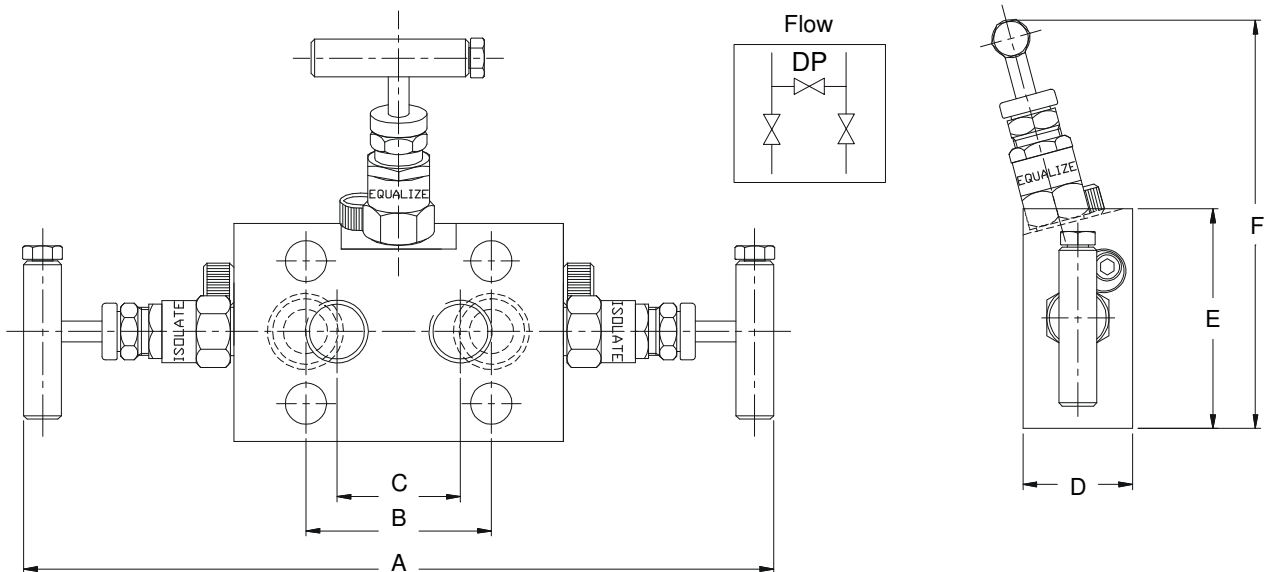 Flow
DP
EQUALIZE
EQUALIZE
ISOLATE
ISOLATE
F
E
D
C
B
A